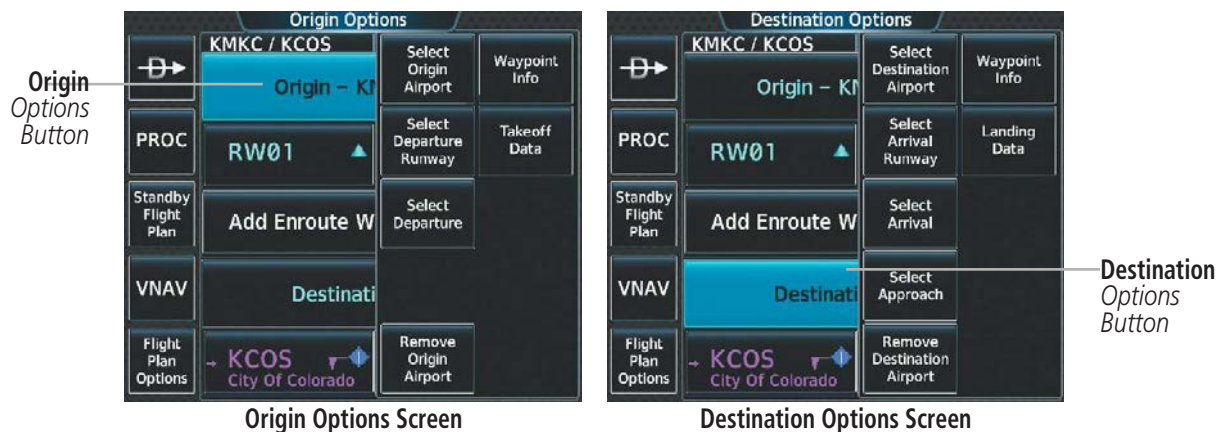 Origin Options
KMKC / KCOS
Origin – KM
RW01
Add Enroute W
Destinati
KCOS
City Of Colorado
PROC
Standby
Flight
Plan
VNAV
Flight
Plan
Options
Select
Origin
Airport
Select
Departure
Runway
Select
Departure
Remove
Origin
Airport
Waypoint
Info
Takeoff
Data
Origin
Options
Button
Origin Options Screen
Destination Options
KMKC / KCOS
Origin – KM
RW01
Add Enroute W
Destinati
KCOS
City Of Colorado
PROC
Standby
Flight
Plan
VNAV
Flight
Plan
Options
Select
Destination
Airport
Select
Arrival
Runway
Select
Arrival
Select
Approach
Remove
Destination
Airport
Waypoint
Info
Landing
Data
Destination
Options
Button
Destination Options Screen